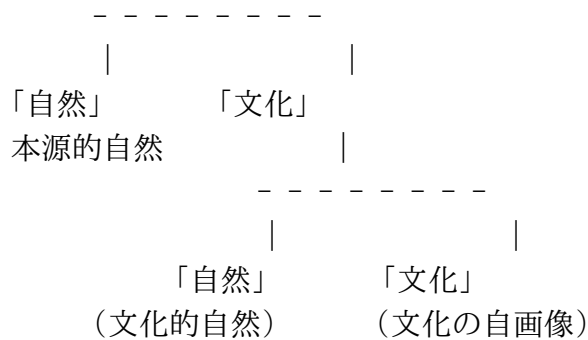 －－－－－－－－
｜　｜
「自然」　「文化」
本源的自然　｜
－－－－－－－－
｜　｜
「自然」　「文化」
（文化的自然）　（文化の自画像）